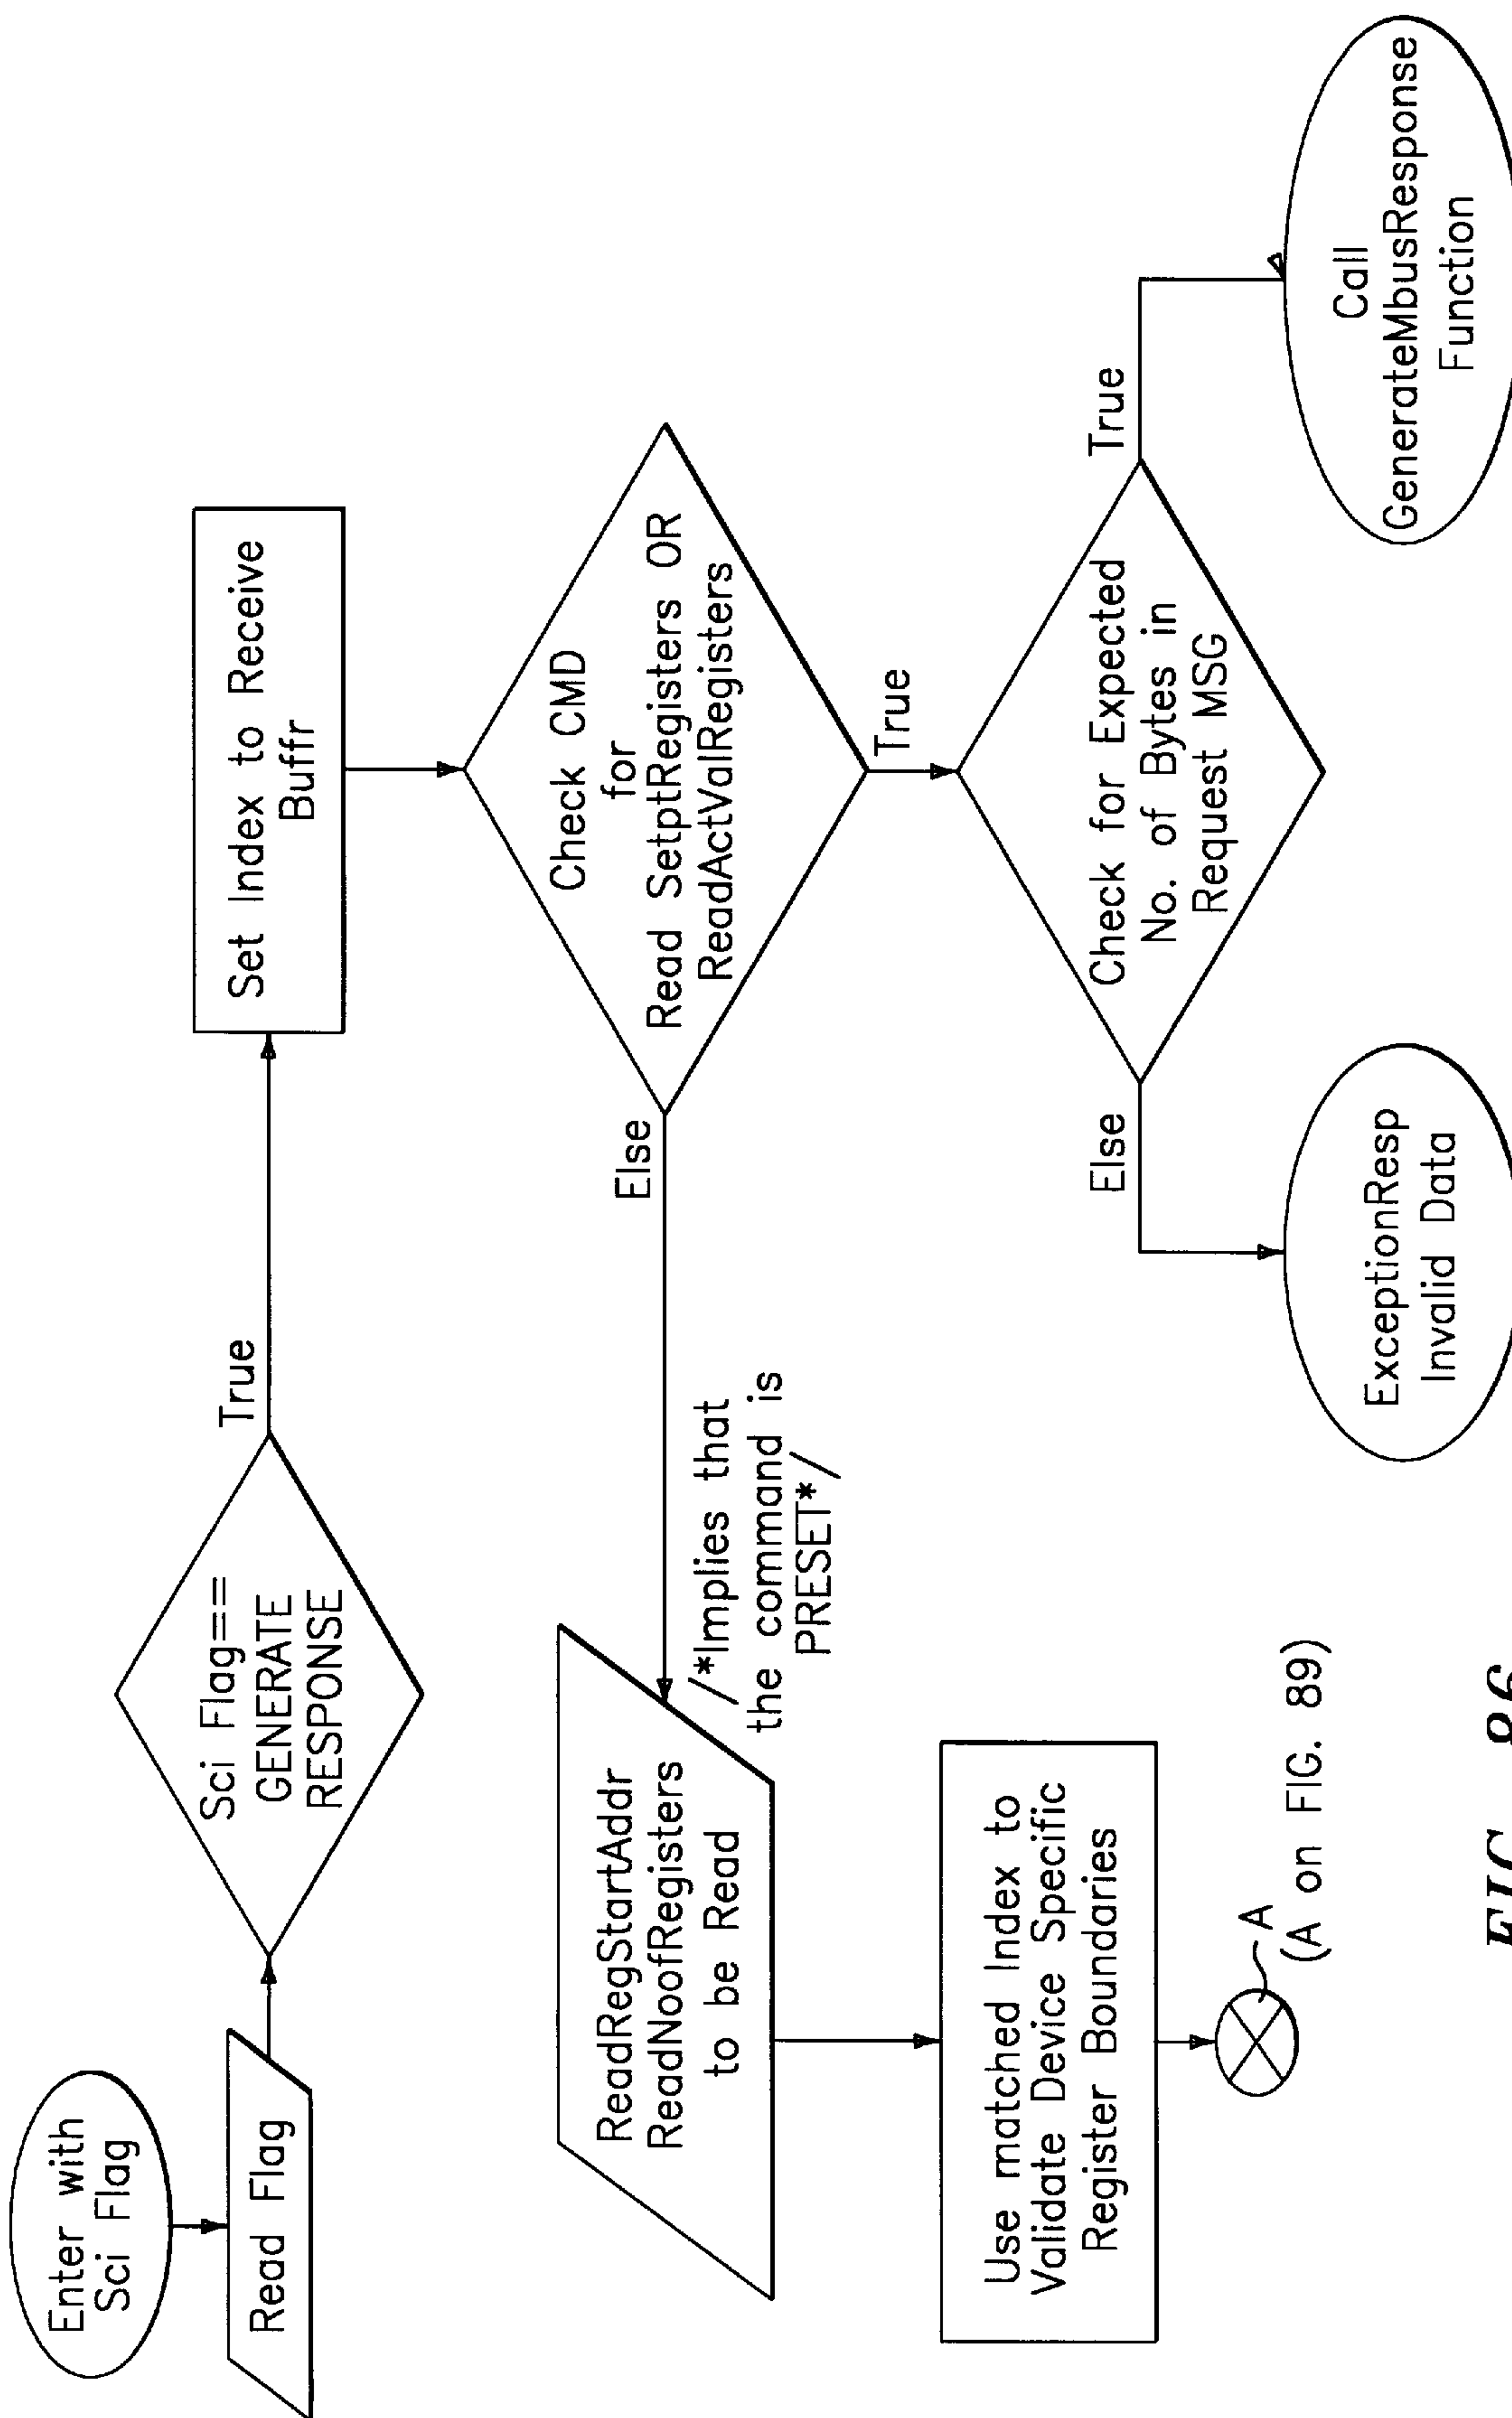 Enter with
Sci Flag
Read Flag
Sci Flag==
GENERATE
RESPONSE
True
Set Index to Receive
Buffr
Check CMD
for
Read SetptRegisters OR
ReadActValRegisters
Else
True
/*Implies that
the command is
PRESET*/
ReadRegStartAddr
ReadNoofRegisters
to be Read
Use matched Index to
Validate Device Specific
Register Boundaries
A
(A on FIG. 89)
Check for Expected
No. of Bytes in
Request MSG
Else
True
ExceptionResp
Invalid Data
Call
GenerateMbusResponse
Function
FIG. 86